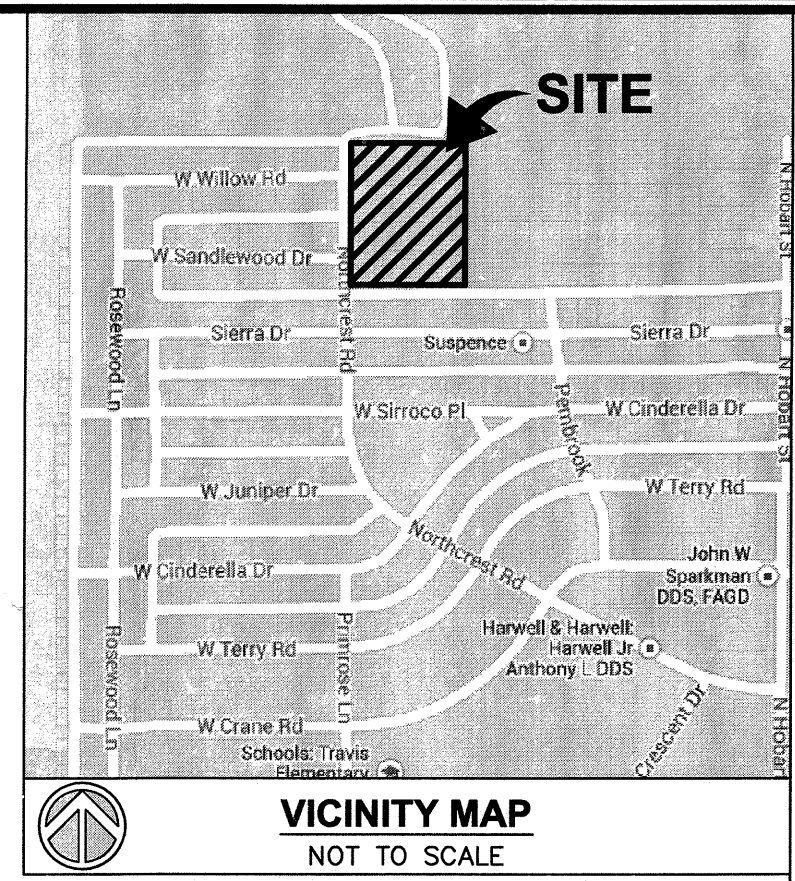 SITE
N Hobart St
W Willow Rd
W Sandlewood Dr
Northcrest Rd
Rosewood Ln
Sierra Dr
Suspence
Sierra Dr
N Hobart St
W Sirroco Pl
Pembrook
W Cinderella Dr
W Juniper Dr
W Terry Rd
Northcrest Rd
John W
Sparkman
DDS, FAGD
W Cinderella Dr
Harwell & Harwell:
Harwell Jr
Anthony L DDS
Rosewood Ln
W Terry Rd
Primrose Ln
Crescent Dr
N Hobar
W Crane Rd
Schools: Travis
Elementary
VICINITY MAP
NOT TO SCALE